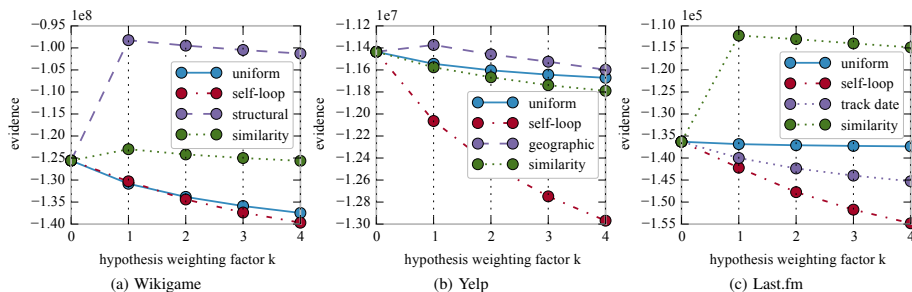 1e8
−0.95
−1.00
−1.05
−1.10
−1.15
−1.20
−1.25
−1.30
−1.35
−1.40
evidence
uniform
self-loop
structural
similarity
0 1 2 3 4
hypothesis weighting factor k
(a) Wikigame
1e7
−1.12
−1.14
−1.16
−1.18
−1.20
−1.22
−1.24
−1.26
−1.28
−1.30
evidence
uniform
self-loop
geographic
similarity
0 1 2 3 4
hypothesis weighting factor k
(b) Yelp
1e5
−1.10
−1.15
−1.20
−1.25
−1.30
−1.35
−1.40
−1.45
−1.50
−1.55
evidence
uniform
self-loop
track date
similarity
0 1 2 3 4
hypothesis weighting factor k
(c) Last.fm